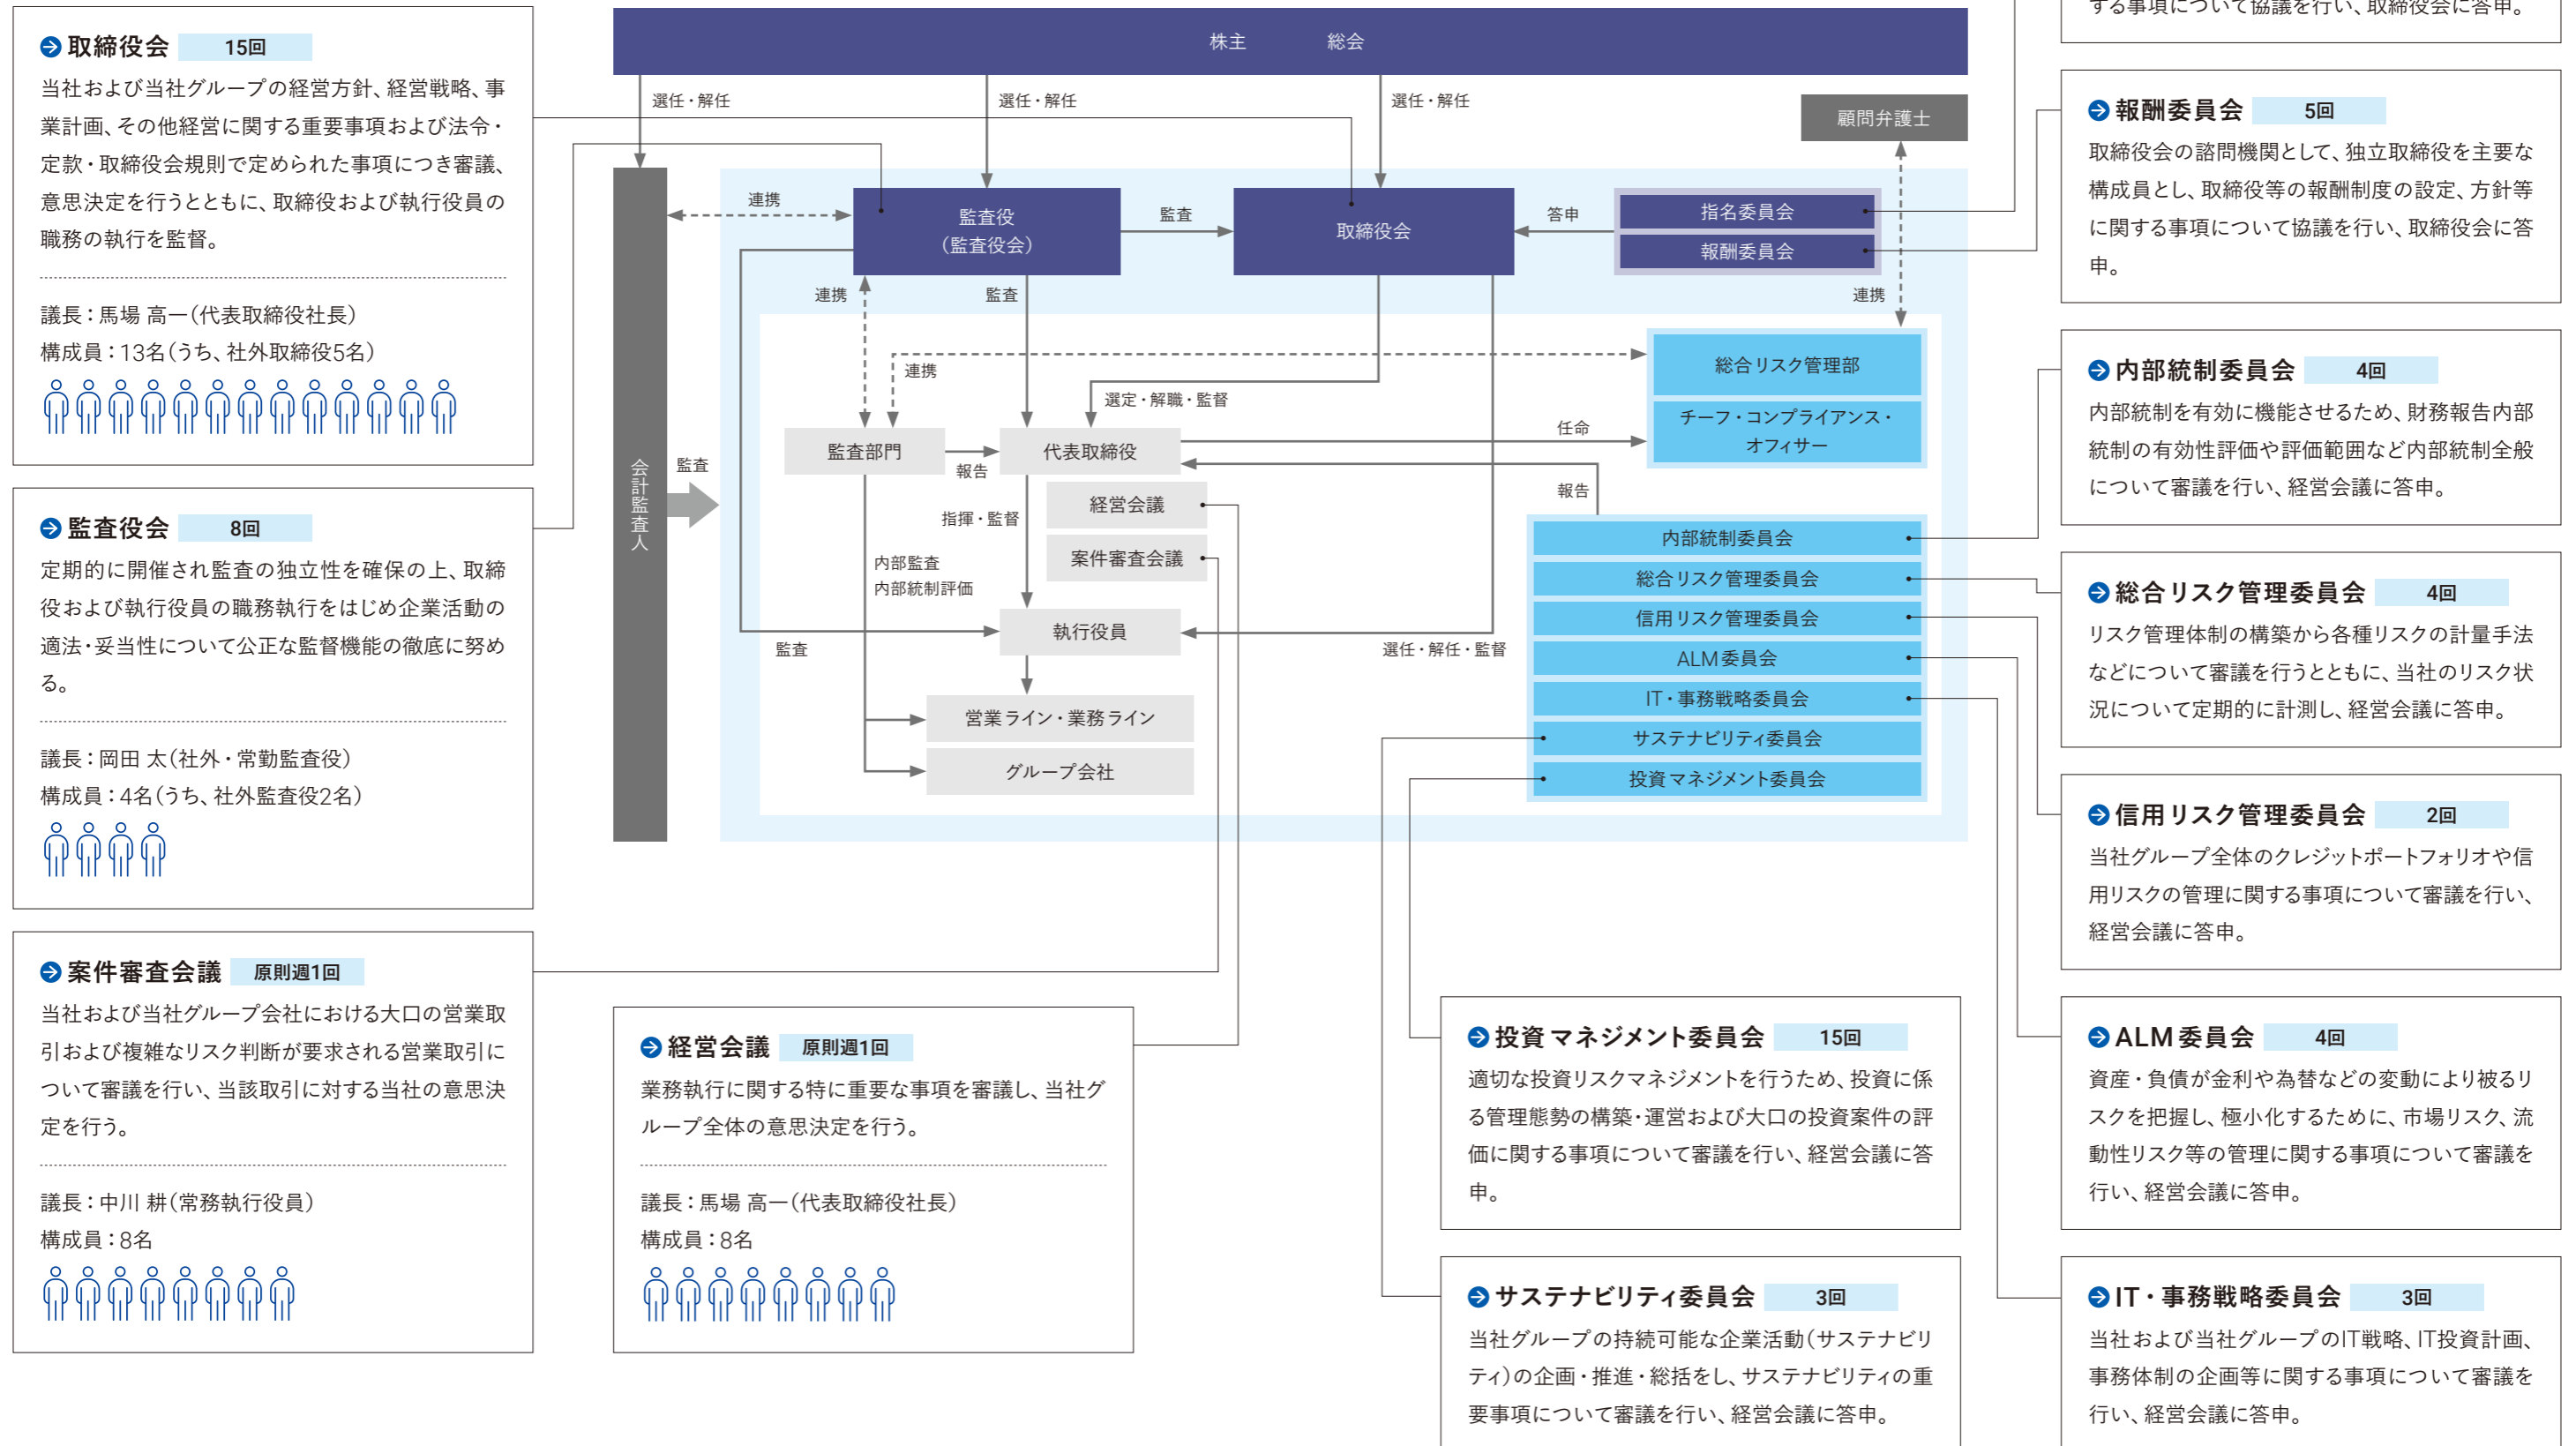 取締役会 15回
当社および当社グループの経営方針、経営戦略、事
業計画、その他経営に関する重要事項および法令・
定款・取締役会規則で定められた事項につき審議、
意思決定を行うとともに、取締役および執行役員の
職務の執行を監督。
議長：馬場 高一（代表取締役社長）
構成員：13名（うち、社外取締役5名）
監査役会 8回
定期的に開催され監査の独立性を確保の上、取締
役および執行役員の職務執行をはじめ企業活動の
適法・妥当性について公正な監督機能の徹底に努め
る。
議長：岡田 太（社外・常勤監査役）
構成員：4名（うち、社外監査役2名）
案件審査会議 原則週1回
当社および当社グループ会社における大口の営業取
引および複雑なリスク判断が要求される営業取引に
ついて審議を行い、当該取引に対する当社の意思決
定を行う。
議長：中川 耕（常務執行役員）
構成員：8名
株主 総会
選任・解任
選任・解任
選任・解任
顧問弁護士
連携
監査役
（監査役会）
監査
取締役会
答申
指名委員会
報酬委員会
連携
監査
連携
連携
総合リスク管理部
選定・解職・監督
チーフ・コンプライアンス・
オフィサー
会計監査人
監査
監査部門
報告
代表取締役
任命
報告
経営会議
指揮・監督
案件審査会議
内部監査
内部統制評価
執行役員
監査
選任・解任・監督
営業ライン・業務ライン
グループ会社
内部統制委員会
総合リスク管理委員会
信用リスク管理委員会
ALM委員会
IT・事務戦略委員会
サステナビリティ委員会
投資マネジメント委員会
経営会議 原則週1回
業務執行に関する特に重要な事項を審議し、当社グ
ループ全体の意思決定を行う。
議長：馬場 高一（代表取締役社長）
構成員：8名
投資マネジメント委員会 15回
適切な投資リスクマネジメントを行うため、投資に係
る管理態勢の構築・運営および大口の投資案件の評
価に関する事項について審議を行い、経営会議に答
申。
サステナビリティ委員会 3回
当社グループの持続可能な企業活動（サステナビリ
ティ）の企画・推進・総括をし、サステナビリティの重
要事項について審議を行い、経営会議に答申。
する事項について協議を行い、取締役会に答申。
報酬委員会 5回
取締役会の諮問機関として、独立取締役を主要な
構成員とし、取締役等の報酬制度の設定、方針等
に関する事項について協議を行い、取締役会に答
申。
内部統制委員会 4回
内部統制を有効に機能させるため、財務報告内部
統制の有効性評価や評価範囲など内部統制全般
について審議を行い、経営会議に答申。
総合リスク管理委員会 4回
リスク管理体制の構築から各種リスクの計量手法
などについて審議を行うとともに、当社のリスク状
況について定期的に計測し、経営会議に答申。
信用リスク管理委員会 2回
当社グループ全体のクレジットポートフォリオや信
用リスクの管理に関する事項について審議を行い、
経営会議に答申。
ALM委員会 4回
資産・負債が金利や為替などの変動により被るリ
スクを把握し、極小化するために、市場リスク、流
動性リスク等の管理に関する事項について審議を
行い、経営会議に答申。
IT・事務戦略委員会 3回
当社および当社グループのIT戦略、IT投資計画、
事務体制の企画等に関する事項について審議を
行い、経営会議に答申。